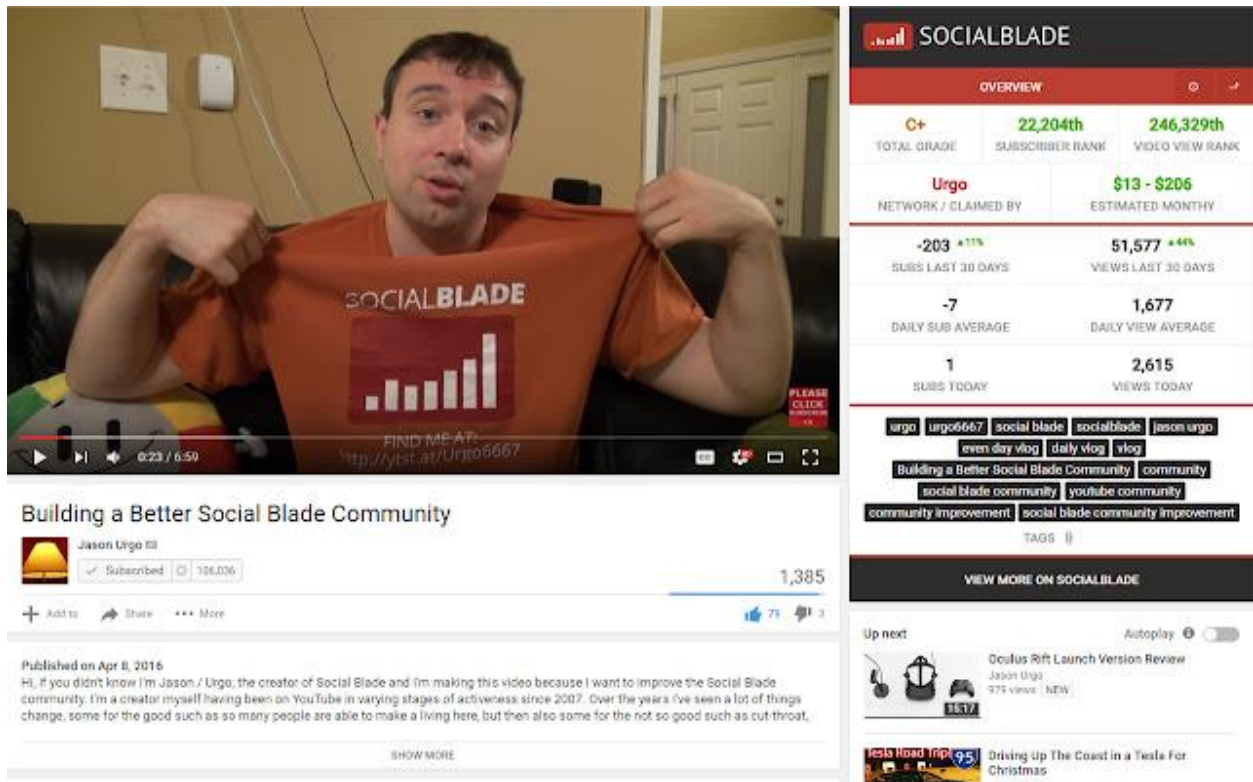 SOCIALBLADE
FIND ME AT:
http://ytst.at/Urgo6667
PLEASE
CLICK
SUBSCRIBE
0:23 / 6:59
CC
Building a Better Social Blade Community
Jason Urgo
Subscribed 106,036
1,385
Add to Share More
75 3
Published on Apr 8, 2016
Hi, if you didn't know I'm Jason / Urgo, the creator of Social Blade and I'm making this video because I want to improve the Social Blade
community. I'm a creator myself having been on YouTube in varying stages of activeness since 2007. Over the years I've seen a lot of things
change, some for the good such as so many people are able to make a living here, but then also some for the not so good such as cut-throat,
SHOW MORE
SOCIALBLADE
OVERVIEW
C+ 22,204th 246,329th
TOTAL GRADE SUBSCRIBER RANK VIDEO VIEW RANK
Urgo $13 - $206
NETWORK / CLAIMED BY ESTIMATED MONTHY
-203 ▲11% 51,577 ▲44%
SUBS LAST 30 DAYS VIEWS LAST 30 DAYS
-7 1,677
DAILY SUB AVERAGE DAILY VIEW AVERAGE
1 2,615
SUBS TODAY VIEWS TODAY
urgo urgo6667 social blade socialblade jason urgo
even day vlog daily vlog vlog
Building a Better Social Blade Community community
social blade community youtube community
community improvement social blade community improvement
TAGS
VIEW MORE ON SOCIALBLADE
Up next Autoplay
Oculus Rift Launch Version Review
Jason Urgo
979 views NEW
15:17
Tesla Road Trip 95
Driving Up The Coast in a Tesla For
Christmas